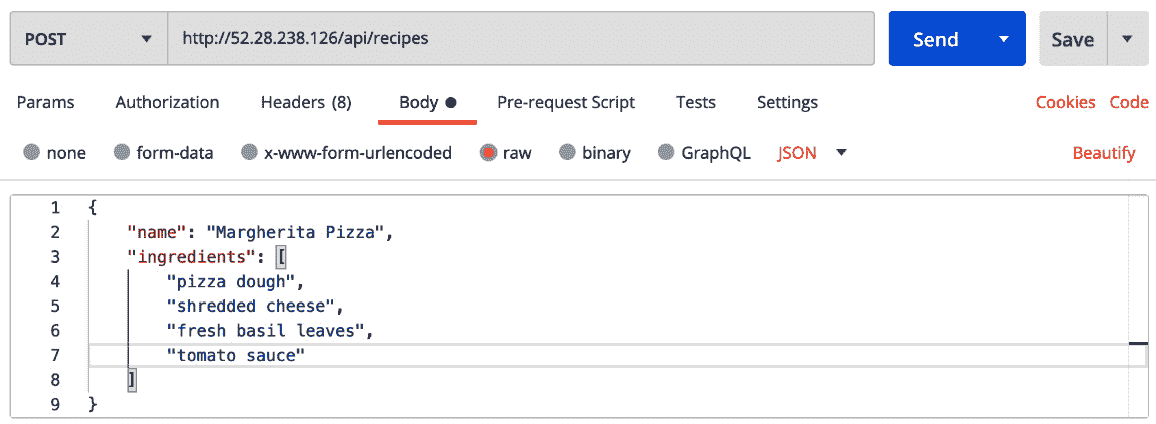 POST http://52.28.238.126/api/recipes Send Save
Params Authorization Headers (8) Body Pre-request Script Tests Settings Cookies Code
none form-data x-www-form-urlencoded raw binary GraphQL JSON Beautify
1 {
2 "name": "Margherita Pizza",
3 "ingredients": [
4 "pizza dough",
5 "shredded cheese",
6 "fresh basil leaves",
7 "tomato sauce"
8 ]
9 }